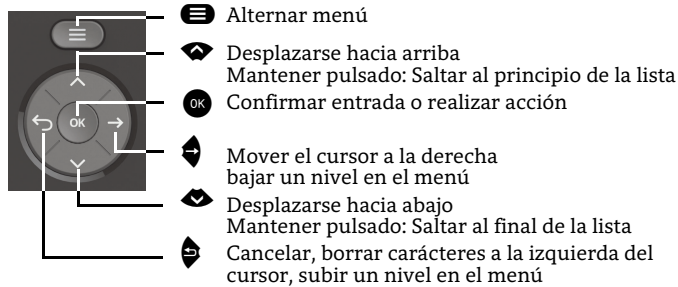 Alternar menú
Desplazarse hacia arriba
Mantener pulsado: Saltar al principio de la lista
OK
Confirmar entrada o realizar acción
OK
Mover el cursor a la derecha
bajar un nivel en el menú
Desplazarse hacia abajo
Mantener pulsado: Saltar al final de la lista
Cancelar, borrar carácteres a la izquierda del
cursor, subir un nivel en el menú